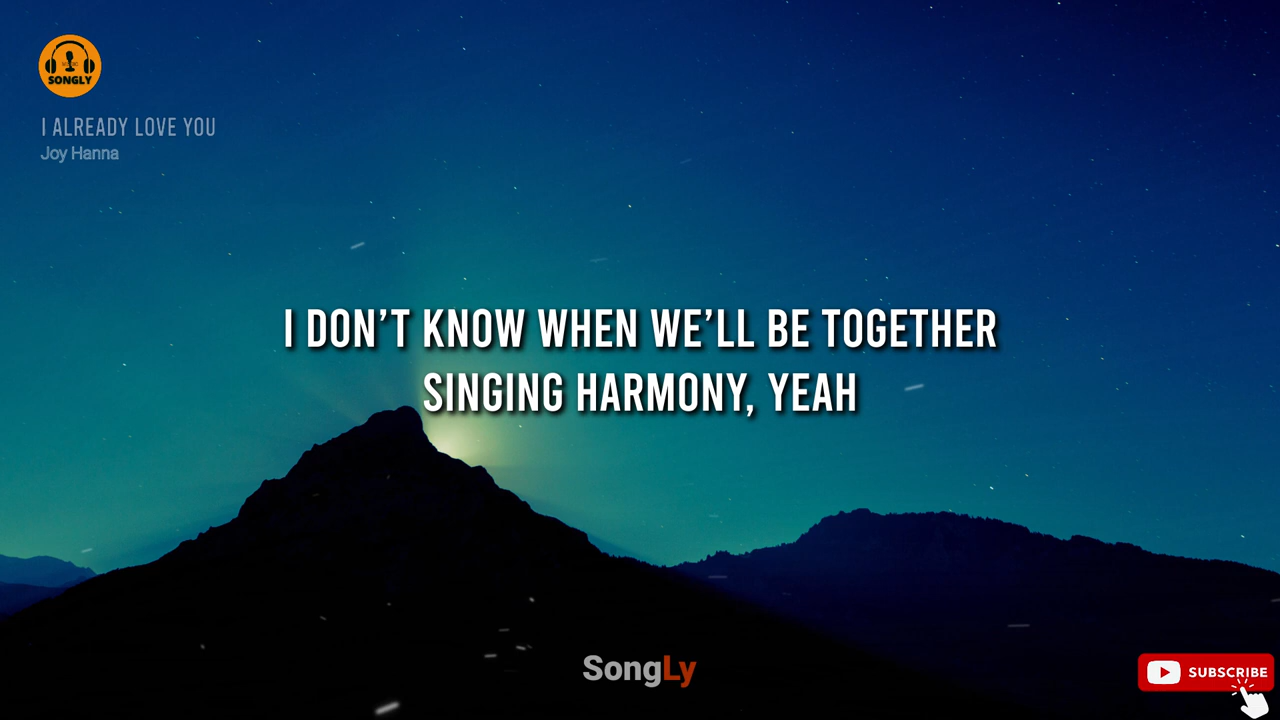 SONGLY
I ALREADY LOVE YOU
Joy Hanna
I DON’T KNOW WHEN WE’LL BE TOGETHER
SINGING HARMONY, YEAH
SongLy
SUBSCRIBE